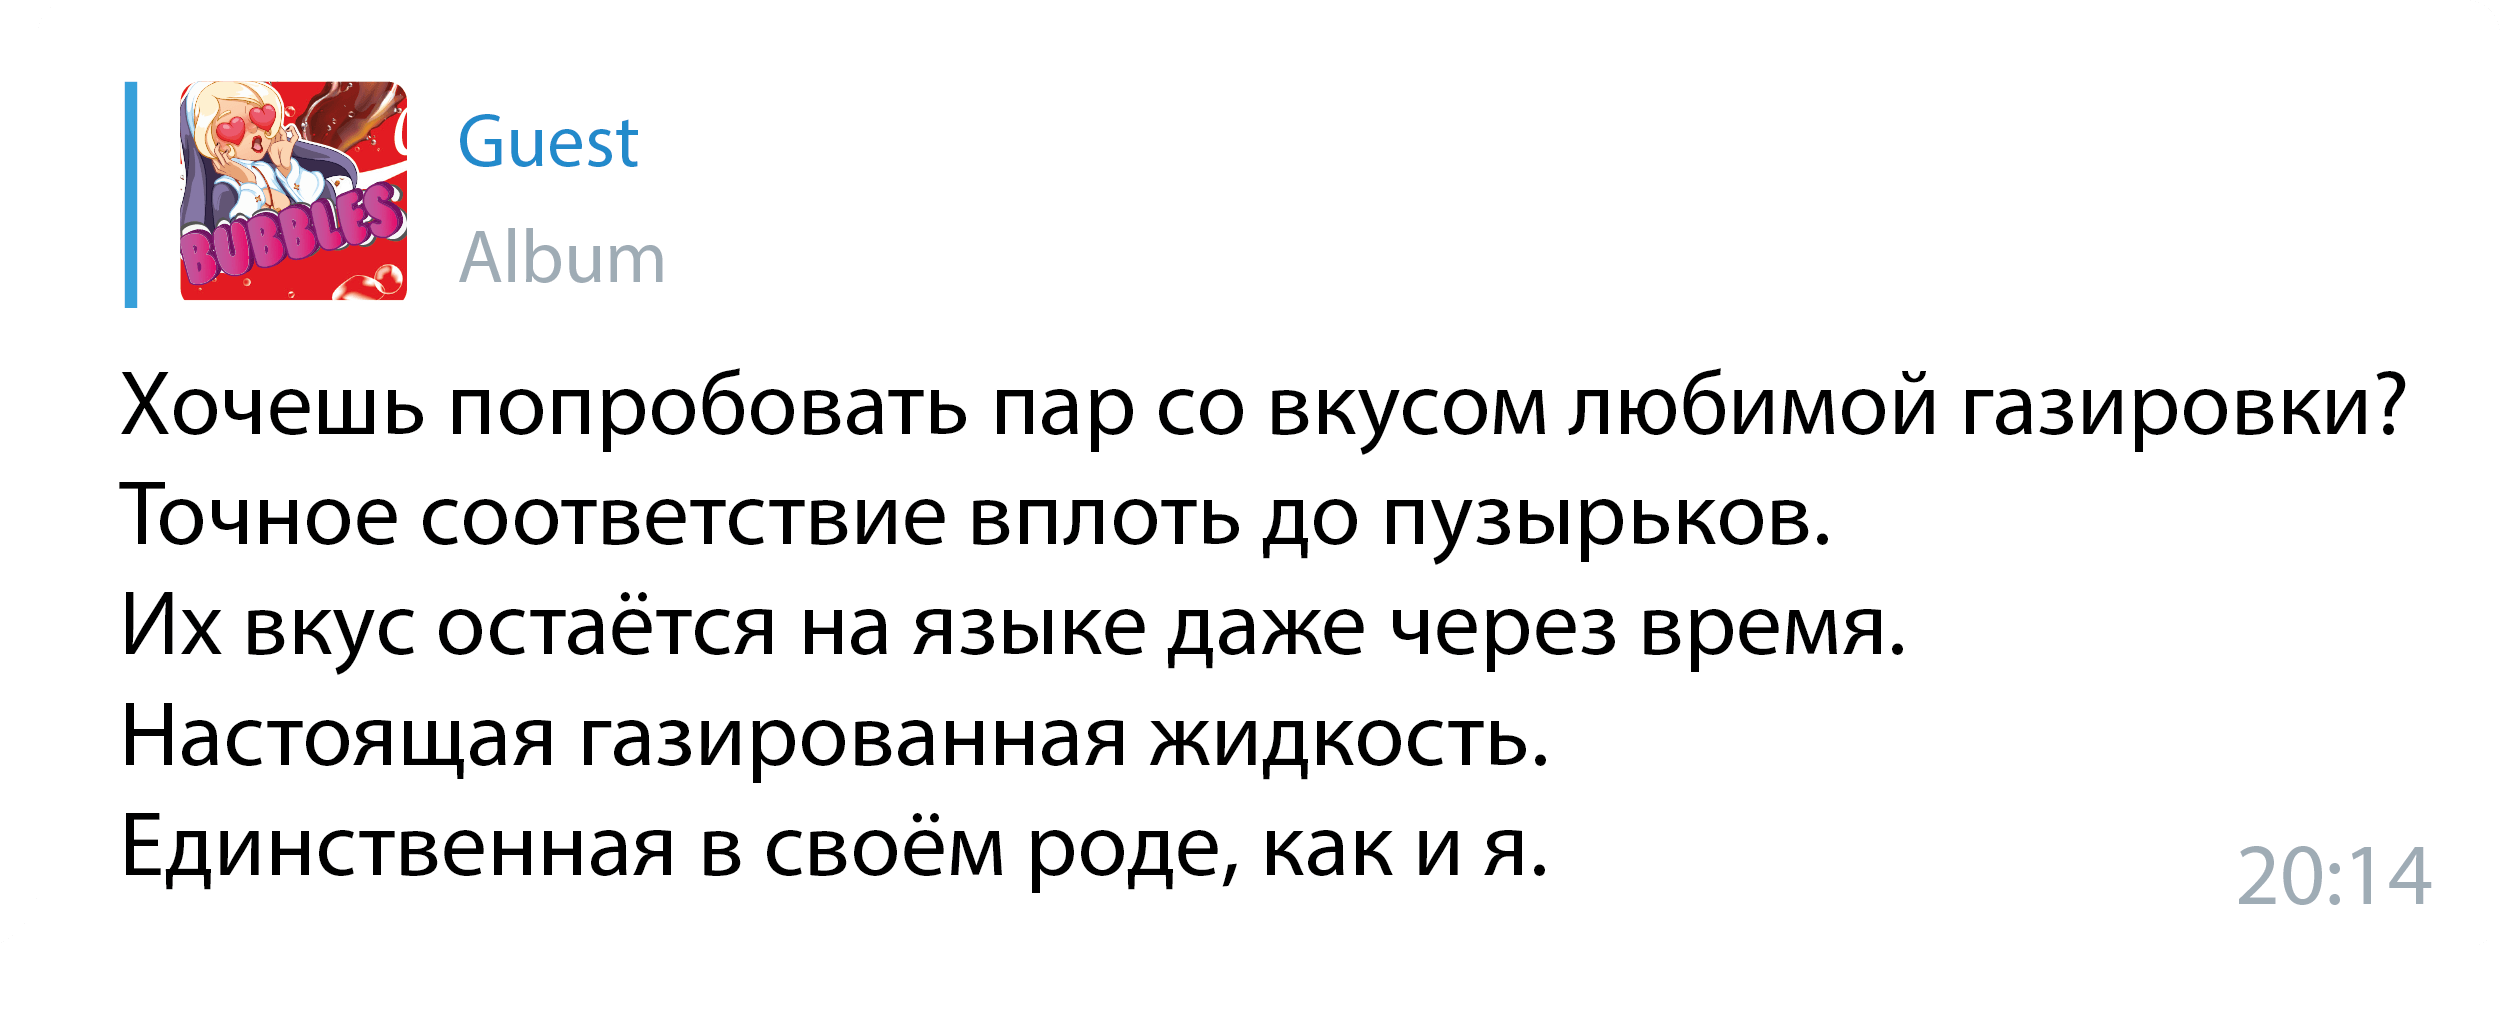 BUBBLES
Guest
Album
Хочешь попробовать пар со вкусом любимой газировки?
Точное соответствие вплоть до пузырьков.
Их вкус остаётся на языке даже через время.
Настоящая газированная жидкость.
Единственная в своём роде, как и я.
20:14